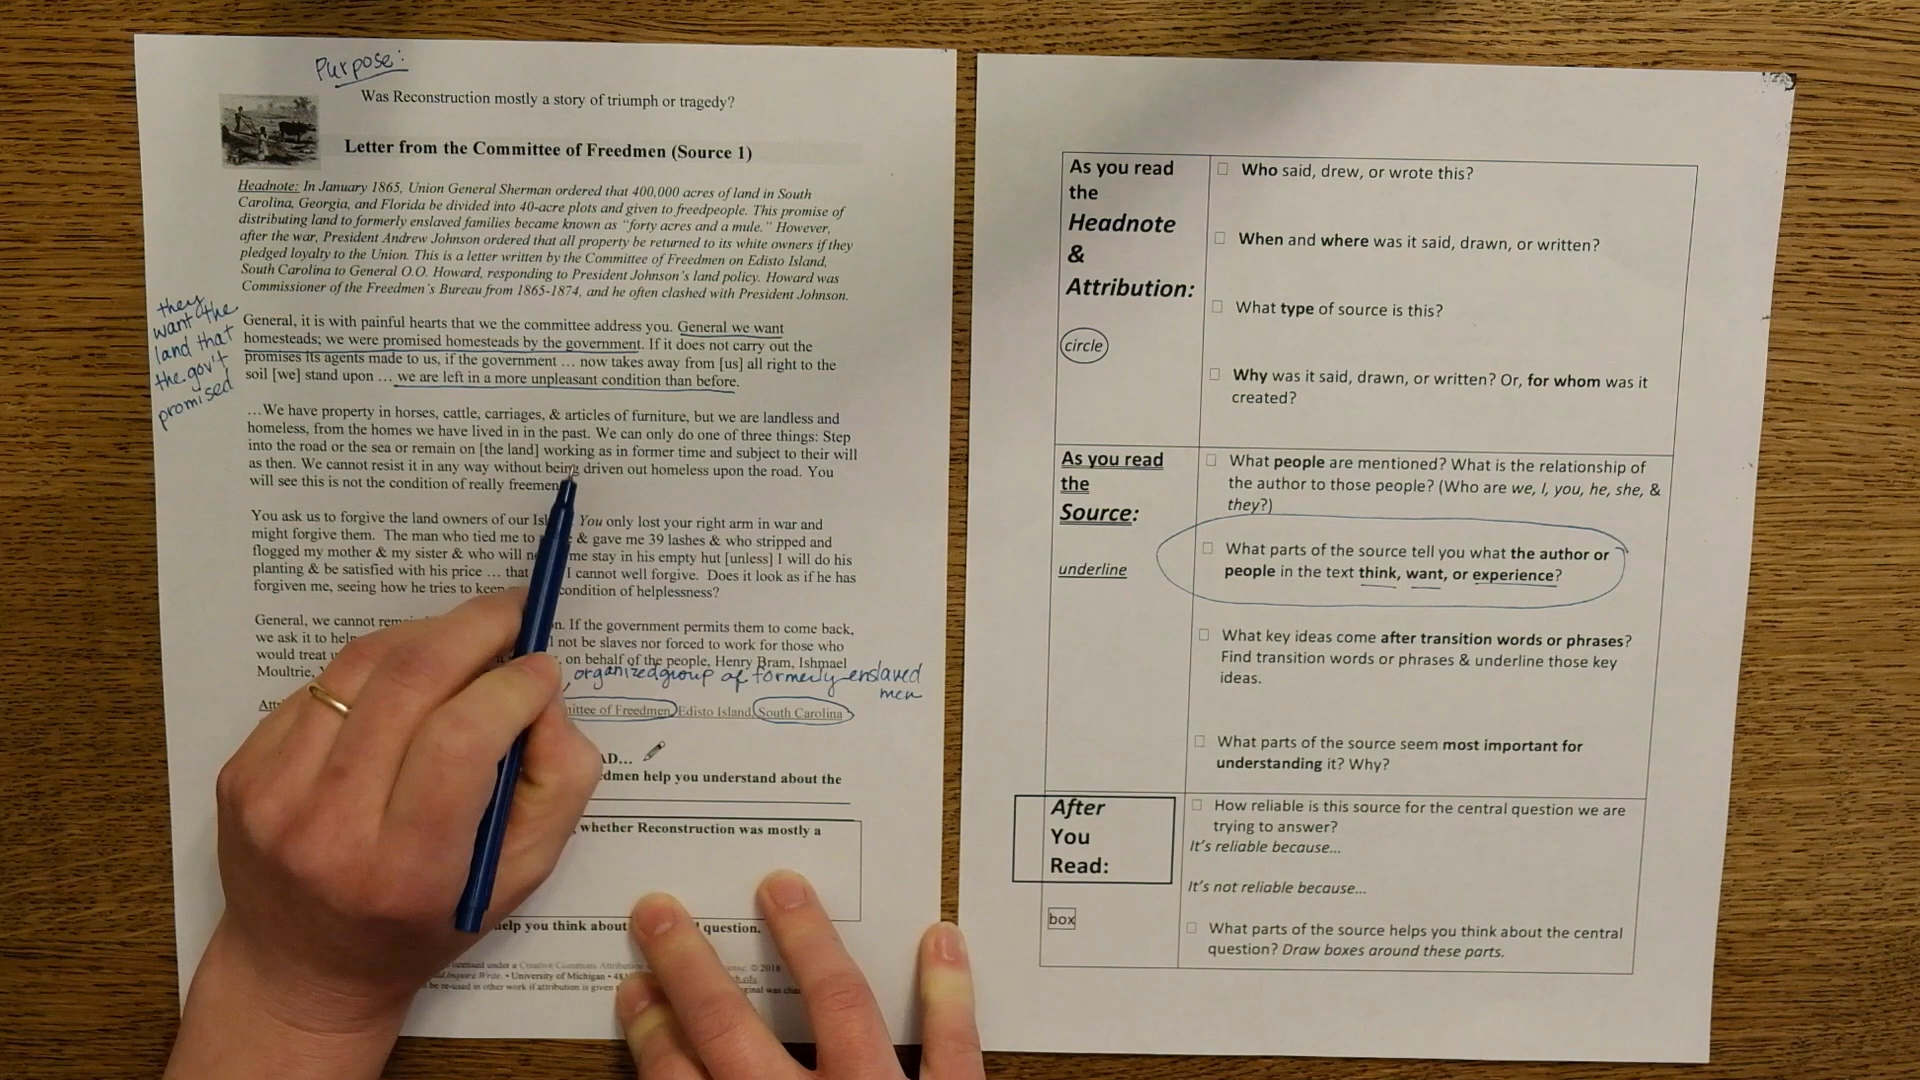 Purpose:
Was Reconstruction mostly a story of triumph or tragedy?
Letter from the Committee of Freedmen (Source 1)
Headnote: In January 1865, Union General Sherman ordered that 400,000 acres of land in South
Carolina, Georgia, and Florida be divided into 40-acre plots and given to freedpeople. This promise of
distributing land to formerly enslaved families became known as “forty acres and a mule.” However,
after the war, President Andrew Johnson ordered that all property be returned to its white owners if they
pledged loyalty to the Union. This is a letter written by the Committee of Freedmen on Edisto Island,
South Carolina to General O.O. Howard, responding to President Johnson’s land policy. Howard was
Commissioner of the Freedmen’s Bureau from 1865-1874, and he often clashed with President Johnson.
they
want the
land that
the gov't
promised
General, it is with painful hearts that we the committee address you. General we want
homesteads; we were promised homesteads by the government. If it does not carry out the
promises its agents made to us, if the government … now takes away from [us] all right to the
soil [we] stand upon … we are left in a more unpleasant condition than before.
…We have property in horses, cattle, carriages, & articles of furniture, but we are landless and
homeless, from the homes we have lived in in the past. We can only do one of three things: Step
into the road or the sea or remain on [the land] working as in former time and subject to their will
as then. We cannot resist it in any way without being driven out homeless upon the road. You
will see this is not the condition of really freemen
You ask us to forgive the land owners of our You only lost your right arm in war and
might forgive them. The man who tied me to & gave me 39 lashes & who stripped and
flogged my mother & my sister & who will me stay in his empty hut [unless] I will do his
planting & be satisfied with his price … that I cannot well forgive. Does it look as if he has
forgiven me, seeing how he tries to keep condition of helplessness?
General, we cannot If the government permits them to come back,
we ask it to help not be slaves nor forced to work for those who
would treat on behalf of the people, Henry Bram, Ishmael
Moultrie,
organized group of formerly enslaved
men
of Freedmen, Edisto Island, South Carolina
help you understand about the
whether Reconstruction was mostly a
help you think about question.
licensed under a Creative Commons © 2018
University of Michigan
be re-used in other work if attribution is given
As you read
the
Headnote
&
Attribution:
circle
Who said, drew, or wrote this?
When and where was it said, drawn, or written?
What type of source is this?
Why was it said, drawn, or written? Or, for whom was it
created?
As you read
the
Source:
underline
What people are mentioned? What is the relationship of
the author to those people? (Who are we, I, you, he, she, &
they?)
What parts of the source tell you what the author or
people in the text think, want, or experience?
What key ideas come after transition words or phrases?
Find transition words or phrases & underline those key
ideas.
What parts of the source seem most important for
understanding it? Why?
After
You
Read:
box
How reliable is this source for the central question we are
trying to answer?
It’s reliable because...
It’s not reliable because...
What parts of the source helps you think about the central
question? Draw boxes around these parts.